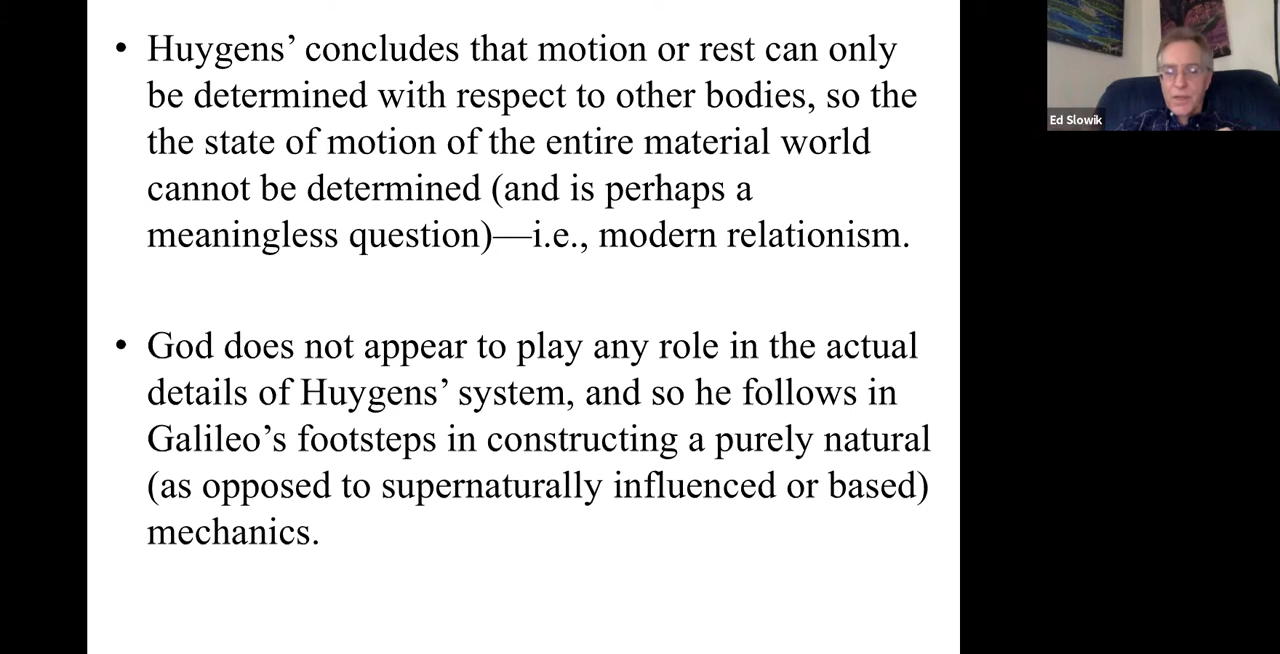 • Huygens’ concludes that motion or rest can only
be determined with respect to other bodies, so the
the state of motion of the entire material world
cannot be determined (and is perhaps a
meaningless question)—i.e., modern relationism.
• God does not appear to play any role in the actual
details of Huygens’ system, and so he follows in
Galileo’s footsteps in constructing a purely natural
(as opposed to supernaturally influenced or based)
mechanics.
Ed Slowik